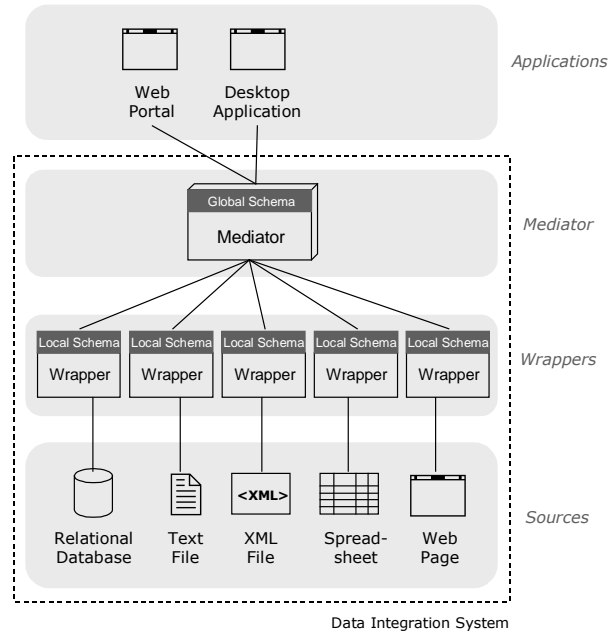 Applications
Web
Portal
Desktop
Application
Global Schema
Mediator
Mediator
Local Schema
Wrapper
Local Schema
Wrapper
Local Schema
Wrapper
Local Schema
Wrapper
Local Schema
Wrapper
Wrappers
<XML>
Relational
Database
Text
File
XML
File
Spread-
sheet
Web
Page
Sources
Data Integration System